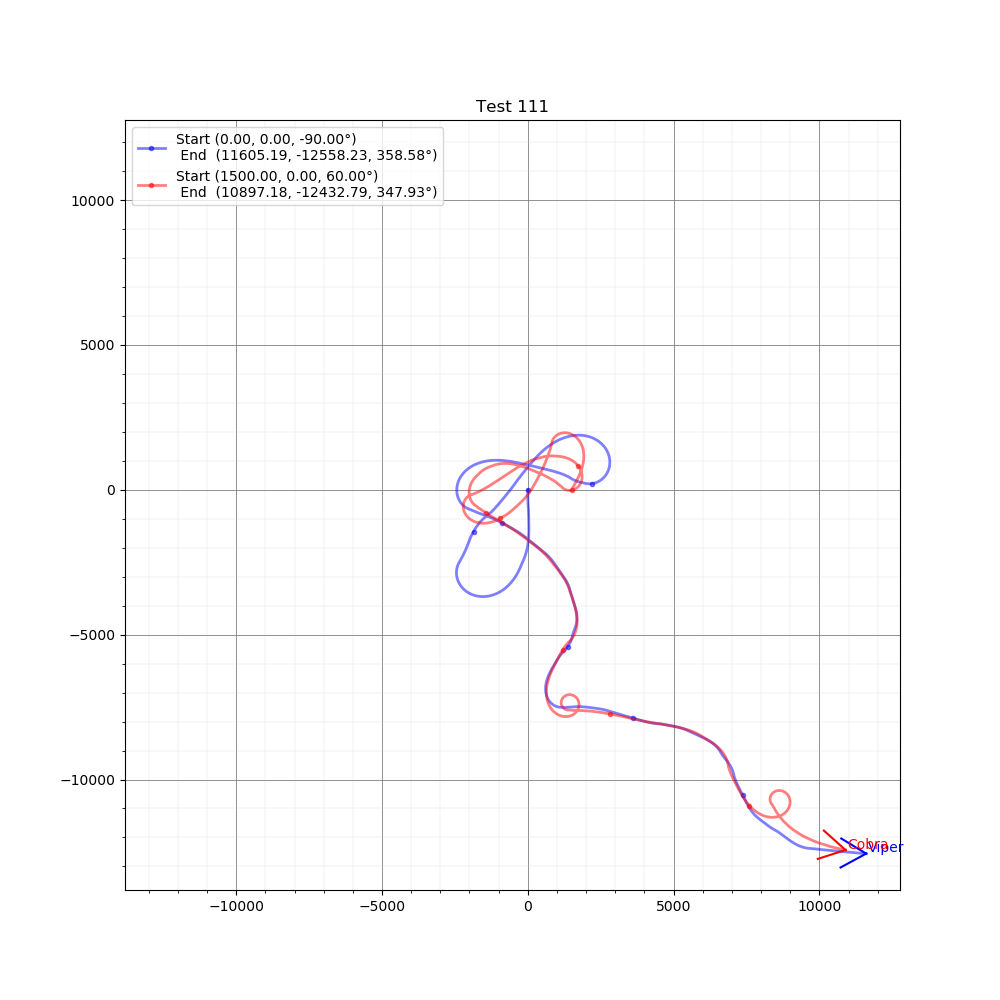 Test 111
Start (0.00, 0.00, -90.00°)
End (11605.19, -12558.23, 358.58°)
Start (1500.00, 0.00, 60.00°)
End (10897.18, -12432.79, 347.93°)
10000
5000
0
−5000
−10000
Cobra
Viper
−10000
−5000
0
5000
10000